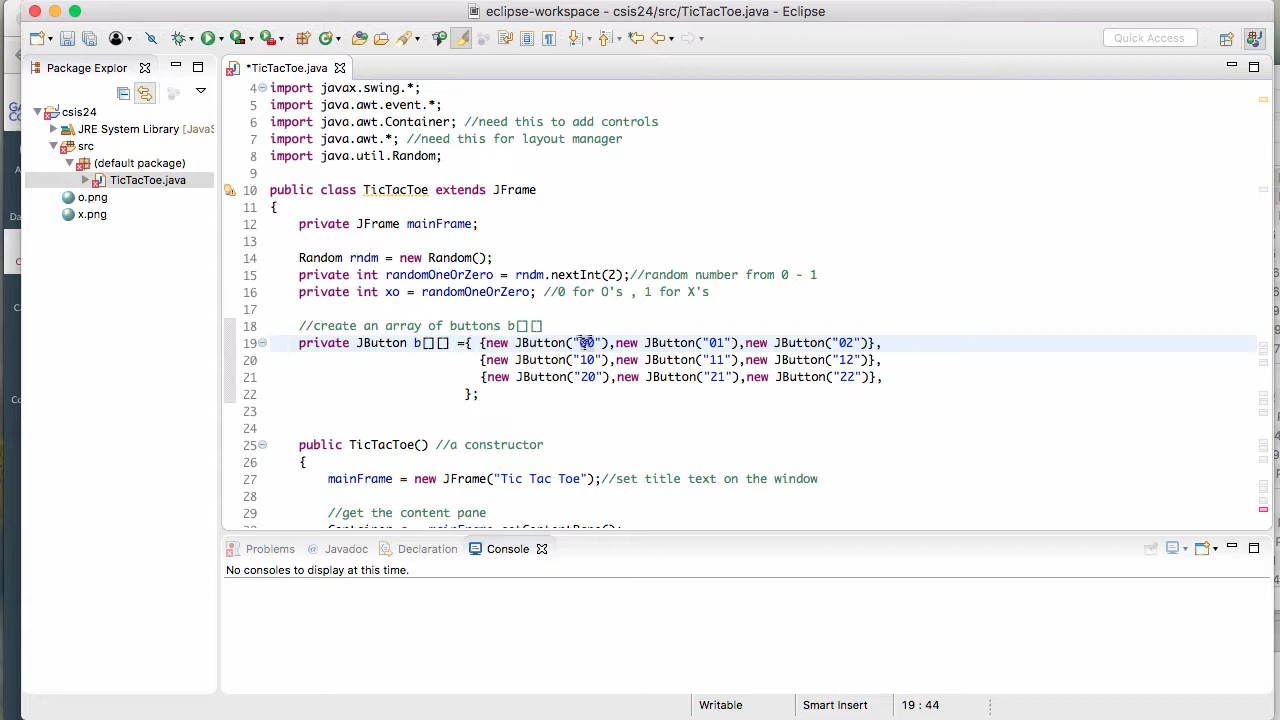 eclipse-workspace - csis24/src/TicTacToe.java - Eclipse
Quick Access
Package Explor
*TicTacToe.java
csis24
JRE System Library [JavaS
src
(default package)
TicTacToe.java
o.png
x.png
4 import javax.swing.*;
5 import java.awt.event.*;
6 import java.awt.Container; //need this to add controls
7 import java.awt.*; //need this for layout manager
8 import java.util.Random;
9
10 public class TicTacToe extends JFrame
11 {
12 private JFrame mainFrame;
13
14 Random rndm = new Random();
15 private int randomOneOrZero = rndm.nextInt(2);//random number from 0 - 1
16 private int xo = randomOneOrZero; //0 for O's , 1 for X's
17
18 //create an array of buttons b[][]
19 private JButton b[][] ={ {new JButton("00"),new JButton("01"),new JButton("02")},
20 {new JButton("10"),new JButton("11"),new JButton("12")},
21 {new JButton("20"),new JButton("21"),new JButton("22")},
22 };
23
24
25 public TicTacToe() //a constructor
26 {
27 mainFrame = new JFrame("Tic Tac Toe");//set title text on the window
28
29 //get the content pane
Problems @ Javadoc Declaration Console
No consoles to display at this time.
Writable Smart Insert 19 : 44